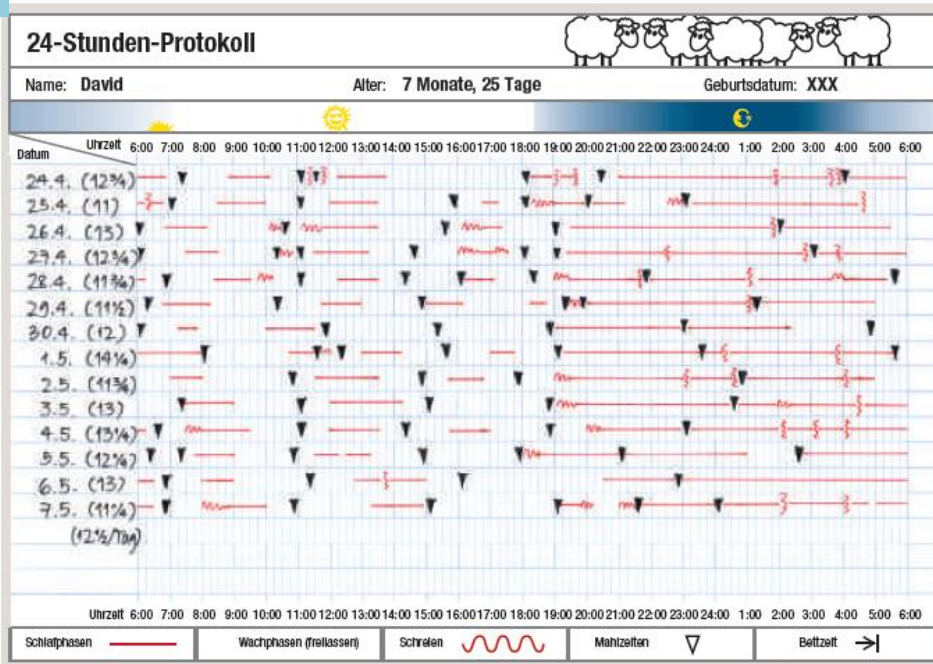 24-Stunden-Protokoll
Name: David Alter: 7 Monate, 25 Tage Geburtsdatum: XXX
Uhrzeit 6:00 7:00 8:00 9:00 10:00 11:00 12:00 13:00 14:00 15:00 16:00 17:00 18:00 19:00 20:00 21:00 22:00 23:00 24:00 1:00 2:00 3:00 4:00 5:00 6:00
Datum
24.4. (12¾)
25.4. (11)
26.4. (13)
27.4. (12¾)
28.4. (11¾)
29.4. (11½)
30.4. (12)
1.5. (14¼)
2.5. (11¾)
3.5. (13)
4.5. (13¼)
5.5. (12¼)
6.5. (13)
7.5. (11¼)
(12½/Tag)
Uhrzeit 6:00 7:00 8:00 9:00 10:00 11:00 12:00 13:00 14:00 15:00 16:00 17:00 18:00 19:00 20:00 21:00 22:00 23:00 24:00 1:00 2:00 3:00 4:00 5:00 6:00
Schlafphasen Wachphasen (freilassen) Schreien Mahlzeiten Bettzeit